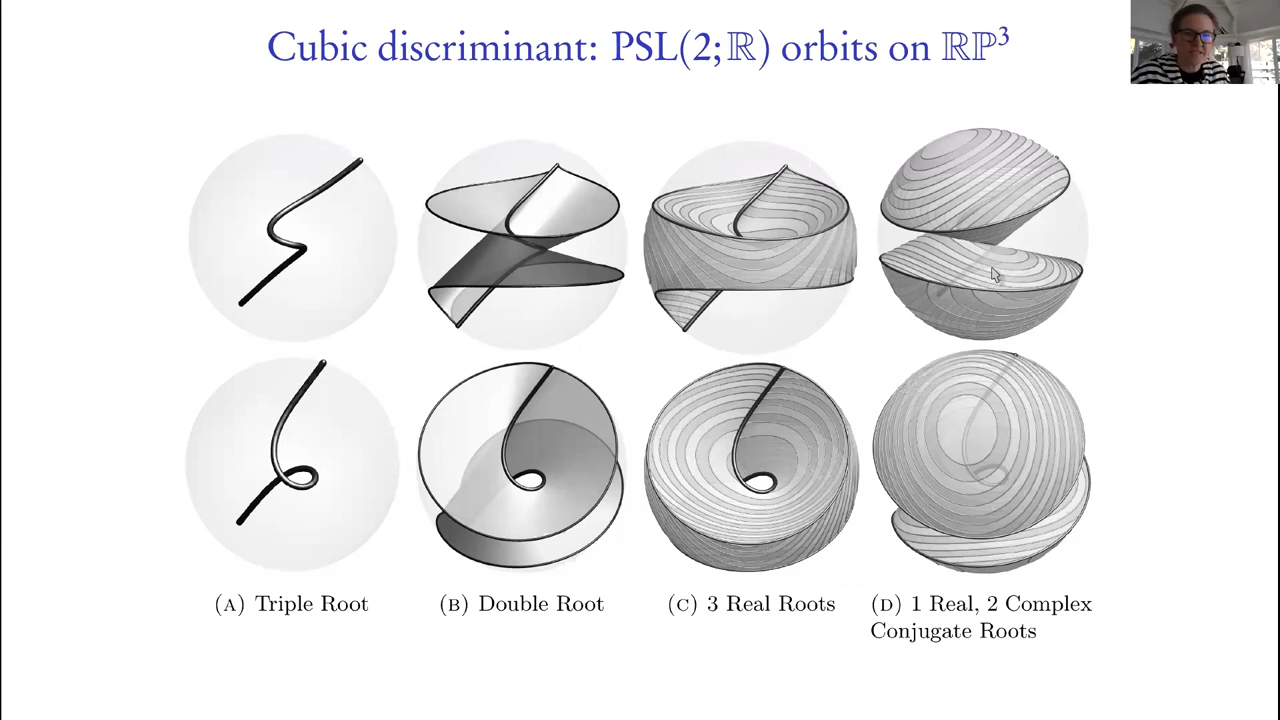 Cubic discriminant: PSL(2;ℝ) orbits on ℝℙ³
(A) Triple Root
(B) Double Root
(C) 3 Real Roots
(D) 1 Real, 2 Complex
Conjugate Roots